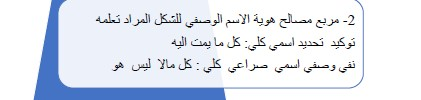 2- مربع مصالح هوية الاسم الوصفي للشكل المراد تعلمه
توكيد تحديد اسمي كلي: كل ما يمت اليه
نفي وصفي اسمي صراعي كلي : كل مالا ليس هو